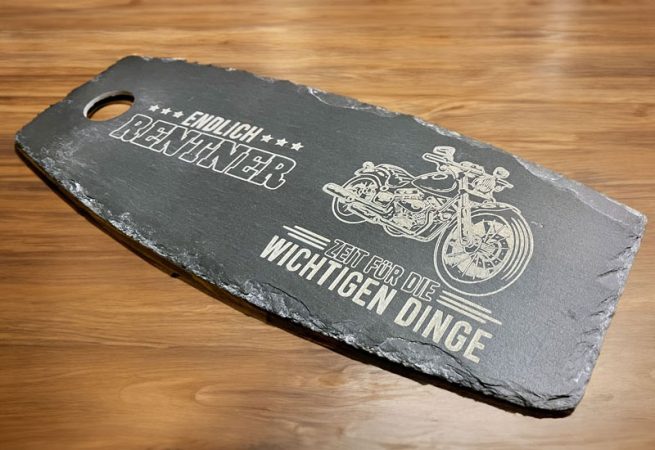 ENDLICH
RENTNER
ZEIT FÜR DIE
WICHTIGEN DINGE